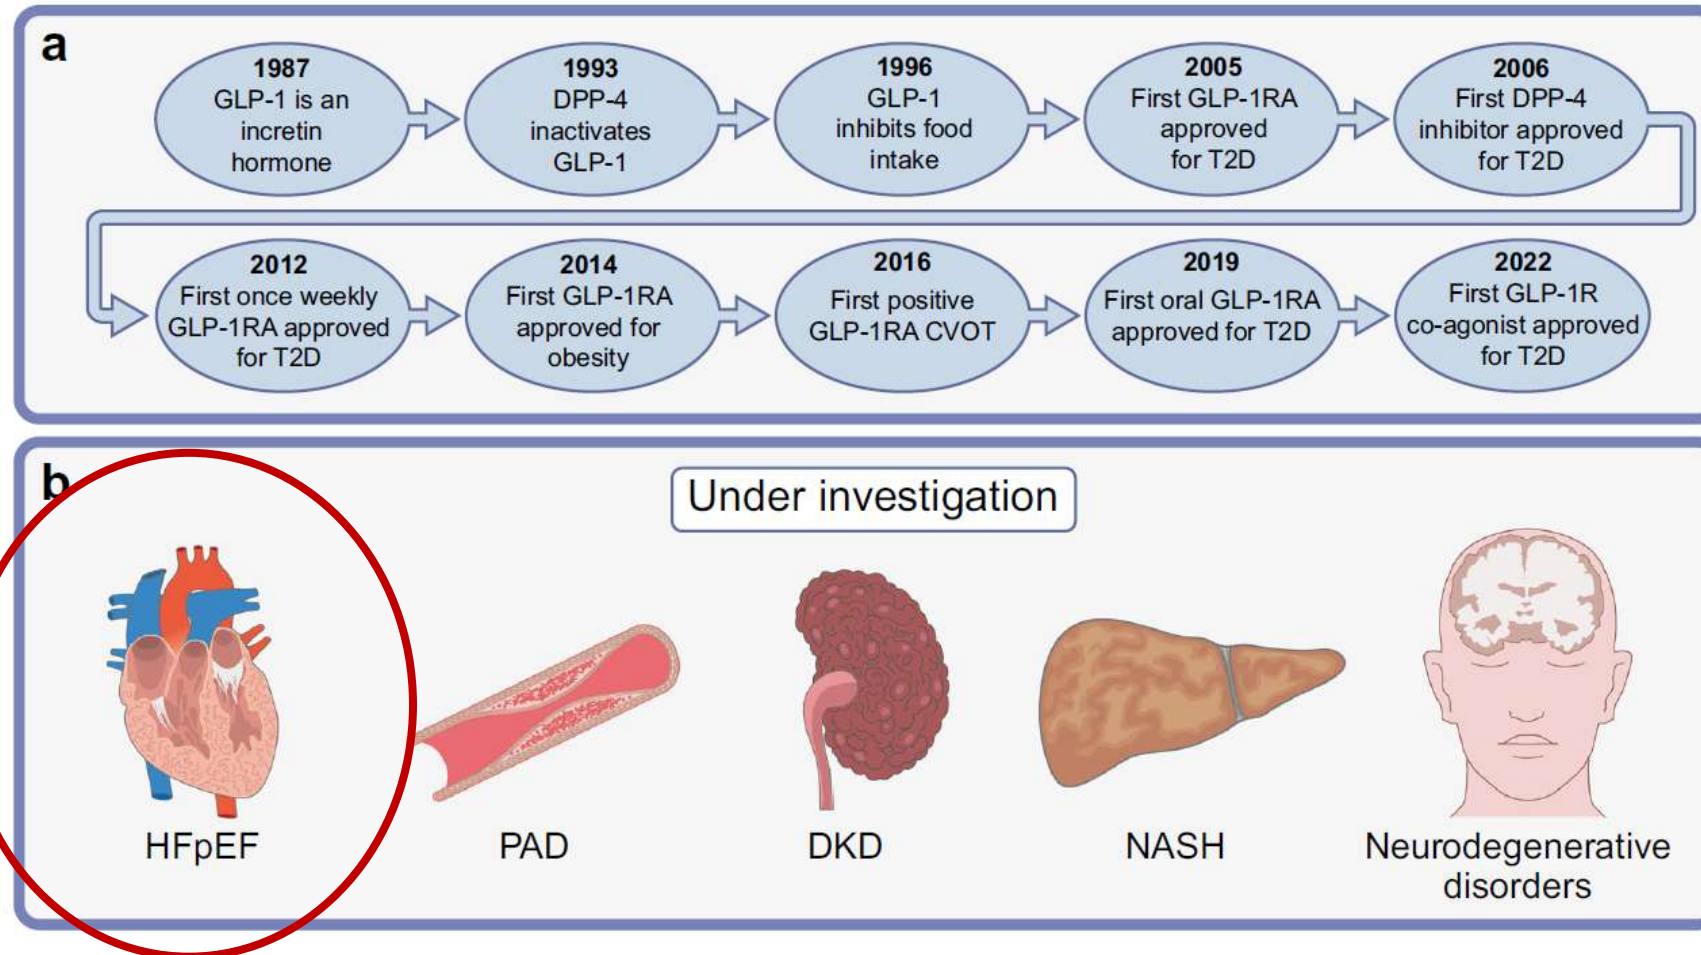 a
1987
GLP-1 is an
incretin
hormone
1993
DPP-4
inactivates
GLP-1
1996
GLP-1
inhibits food
intake
2005
First GLP-1RA
approved
for T2D
2006
First DPP-4
inhibitor approved
for T2D
2012
First once weekly
GLP-1RA approved
for T2D
2014
First GLP-1RA
approved for
obesity
2016
First positive
GLP-1RA CVOT
2019
First oral GLP-1RA
approved for T2D
2022
First GLP-1R
co-agonist approved
for T2D
b
Under investigation
HFpEF
PAD
DKD
NASH
Neurodegenerative
disorders